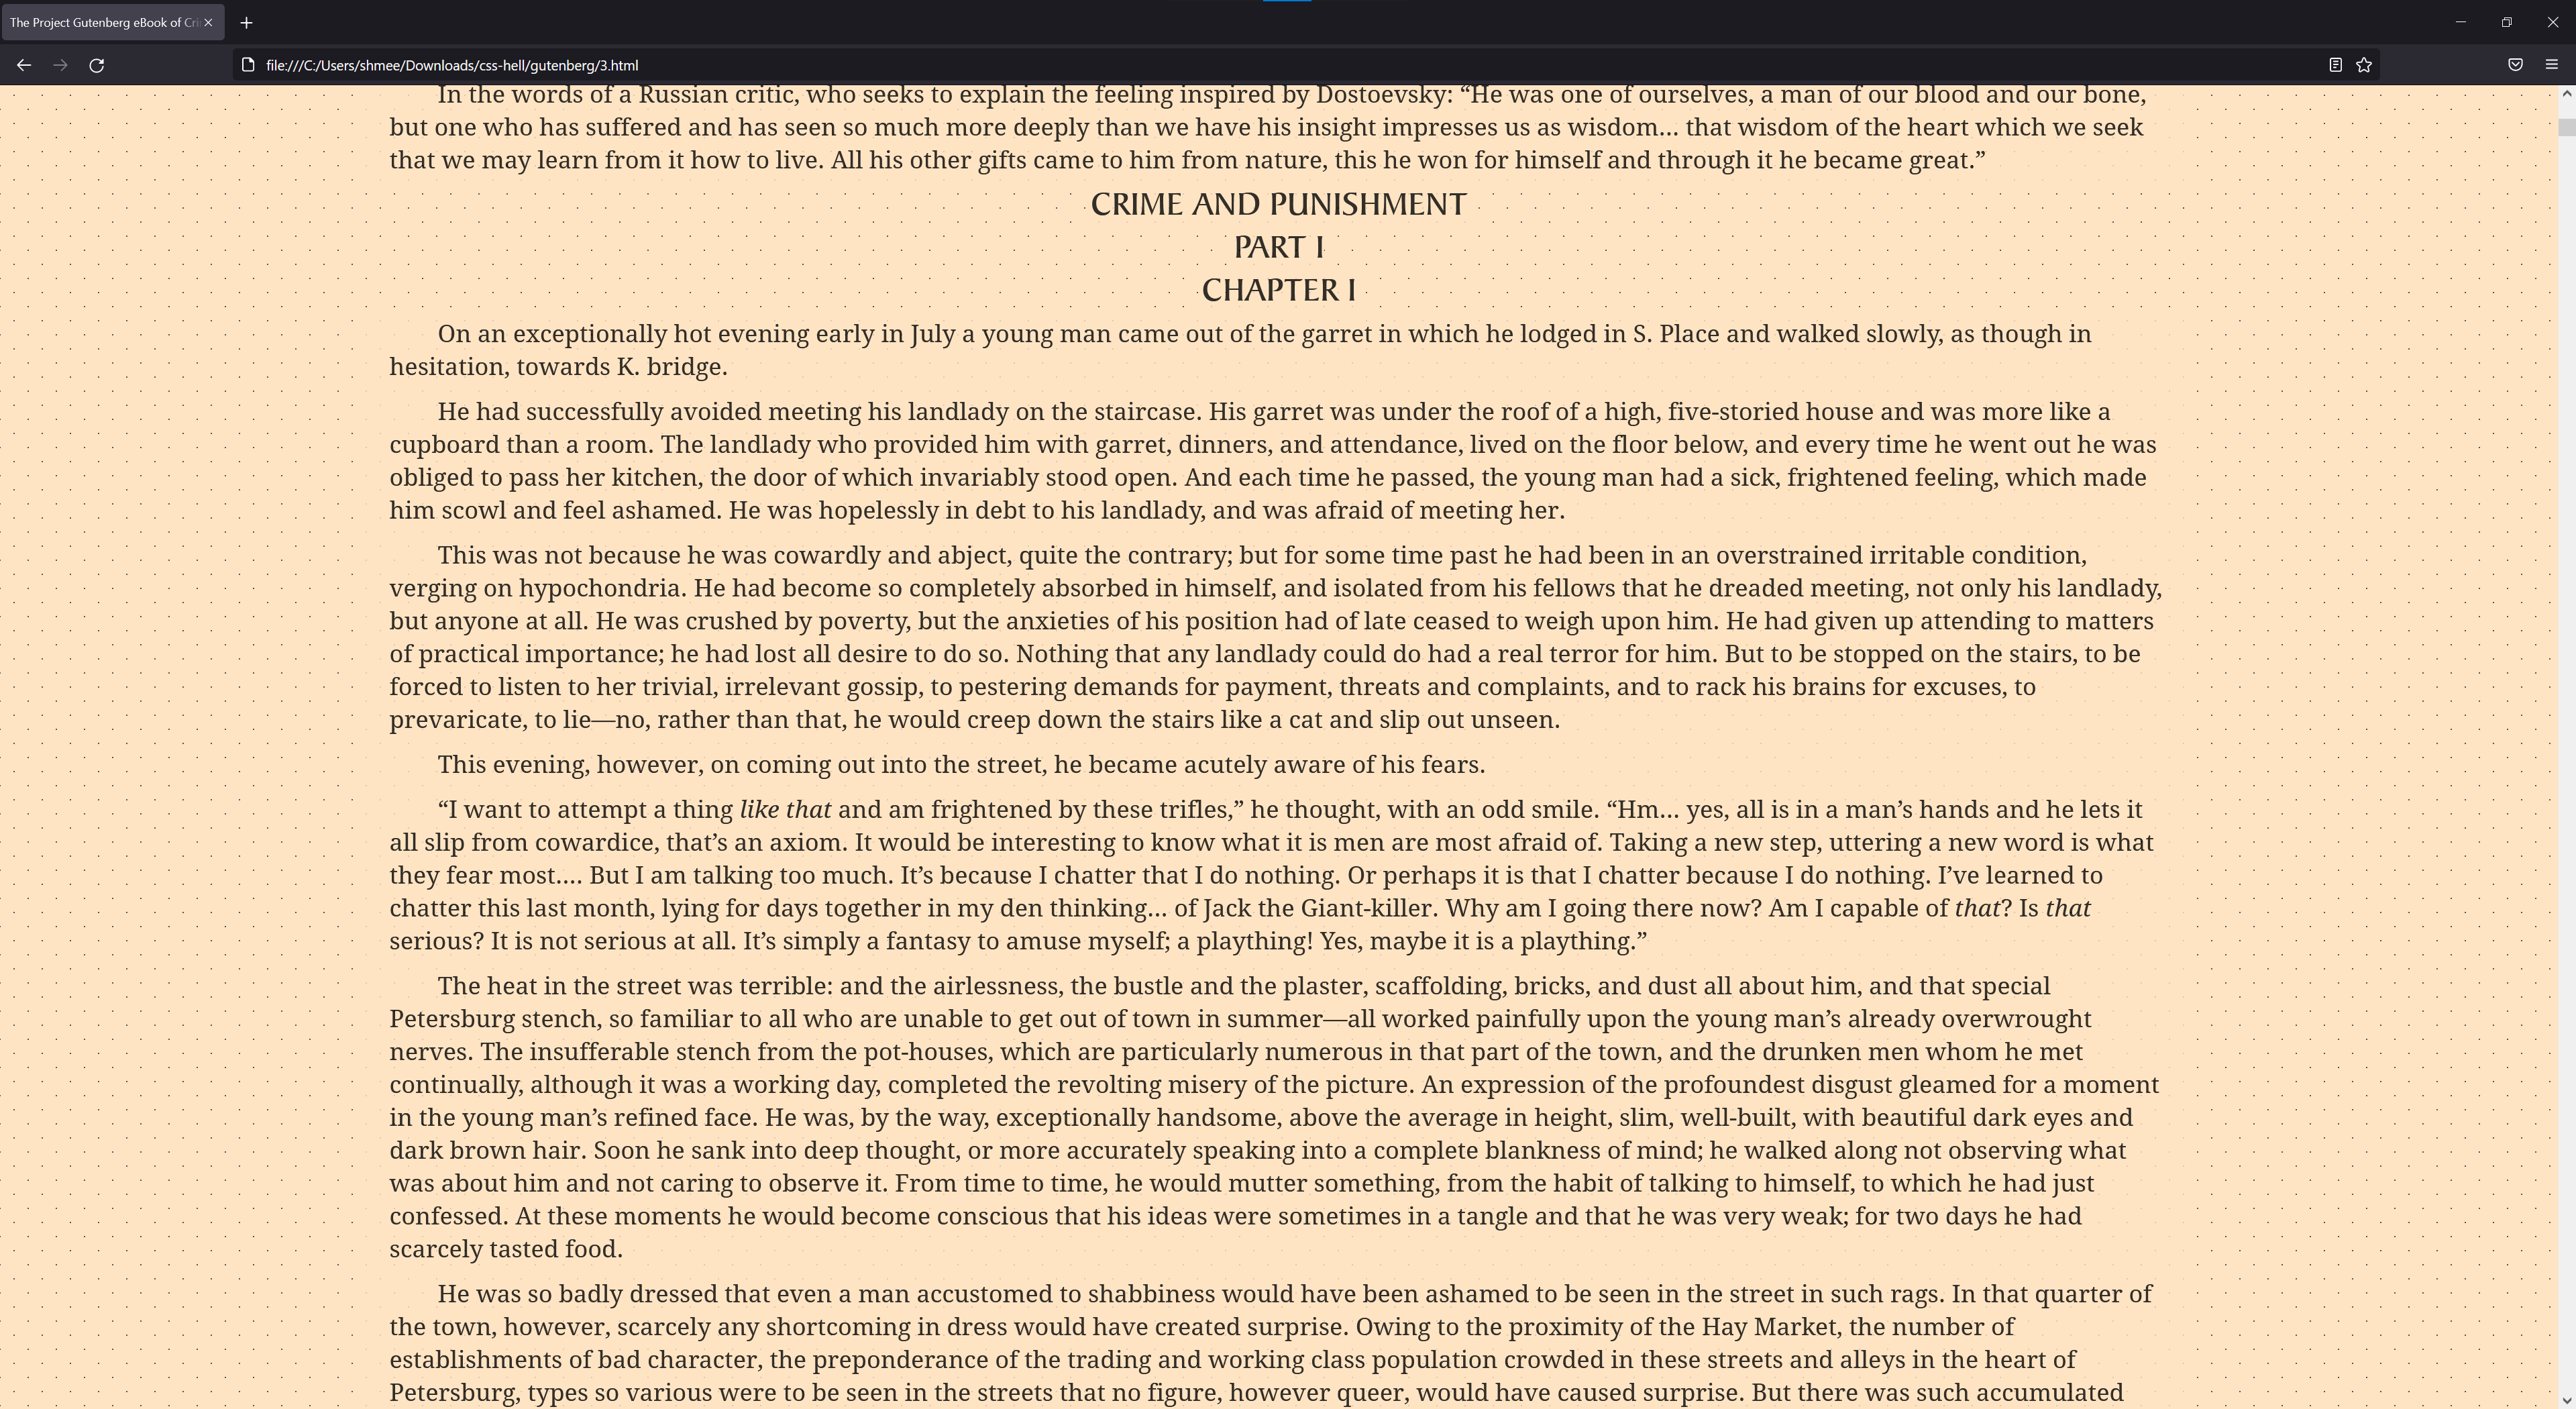 The Project Gutenberg eBook of Cri
file:///C:/Users/shmee/Downloads/css-hell/gutenberg/3.html
In the words of a Russian critic, who seeks to explain the feeling inspired by Dostoevsky: “He was one of ourselves, a man of our blood and our bone,
but one who has suffered and has seen so much more deeply than we have his insight impresses us as wisdom… that wisdom of the heart which we seek
that we may learn from it how to live. All his other gifts came to him from nature, this he won for himself and through it he became great.”
CRIME AND PUNISHMENT
PART I
CHAPTER I
On an exceptionally hot evening early in July a young man came out of the garret in which he lodged in S. Place and walked slowly, as though in
hesitation, towards K. bridge.
He had successfully avoided meeting his landlady on the staircase. His garret was under the roof of a high, five-storied house and was more like a
cupboard than a room. The landlady who provided him with garret, dinners, and attendance, lived on the floor below, and every time he went out he was
obliged to pass her kitchen, the door of which invariably stood open. And each time he passed, the young man had a sick, frightened feeling, which made
him scowl and feel ashamed. He was hopelessly in debt to his landlady, and was afraid of meeting her.
This was not because he was cowardly and abject, quite the contrary; but for some time past he had been in an overstrained irritable condition,
verging on hypochondria. He had become so completely absorbed in himself, and isolated from his fellows that he dreaded meeting, not only his landlady,
but anyone at all. He was crushed by poverty, but the anxieties of his position had of late ceased to weigh upon him. He had given up attending to matters
of practical importance; he had lost all desire to do so. Nothing that any landlady could do had a real terror for him. But to be stopped on the stairs, to be
forced to listen to her trivial, irrelevant gossip, to pestering demands for payment, threats and complaints, and to rack his brains for excuses, to
prevaricate, to lie—no, rather than that, he would creep down the stairs like a cat and slip out unseen.
This evening, however, on coming out into the street, he became acutely aware of his fears.
“I want to attempt a thing like that and am frightened by these trifles,” he thought, with an odd smile. “Hm… yes, all is in a man’s hands and he lets it
all slip from cowardice, that’s an axiom. It would be interesting to know what it is men are most afraid of. Taking a new step, uttering a new word is what
they fear most…. But I am talking too much. It’s because I chatter that I do nothing. Or perhaps it is that I chatter because I do nothing. I’ve learned to
chatter this last month, lying for days together in my den thinking… of Jack the Giant-killer. Why am I going there now? Am I capable of that? Is that
serious? It is not serious at all. It’s simply a fantasy to amuse myself; a plaything! Yes, maybe it is a plaything.”
The heat in the street was terrible: and the airlessness, the bustle and the plaster, scaffolding, bricks, and dust all about him, and that special
Petersburg stench, so familiar to all who are unable to get out of town in summer—all worked painfully upon the young man’s already overwrought
nerves. The insufferable stench from the pot-houses, which are particularly numerous in that part of the town, and the drunken men whom he met
continually, although it was a working day, completed the revolting misery of the picture. An expression of the profoundest disgust gleamed for a moment
in the young man’s refined face. He was, by the way, exceptionally handsome, above the average in height, slim, well-built, with beautiful dark eyes and
dark brown hair. Soon he sank into deep thought, or more accurately speaking into a complete blankness of mind; he walked along not observing what
was about him and not caring to observe it. From time to time, he would mutter something, from the habit of talking to himself, to which he had just
confessed. At these moments he would become conscious that his ideas were sometimes in a tangle and that he was very weak; for two days he had
scarcely tasted food.
He was so badly dressed that even a man accustomed to shabbiness would have been ashamed to be seen in the street in such rags. In that quarter of
the town, however, scarcely any shortcoming in dress would have created surprise. Owing to the proximity of the Hay Market, the number of
establishments of bad character, the preponderance of the trading and working class population crowded in these streets and alleys in the heart of
Petersburg, types so various were to be seen in the streets that no figure, however queer, would have caused surprise. But there was such accumulated